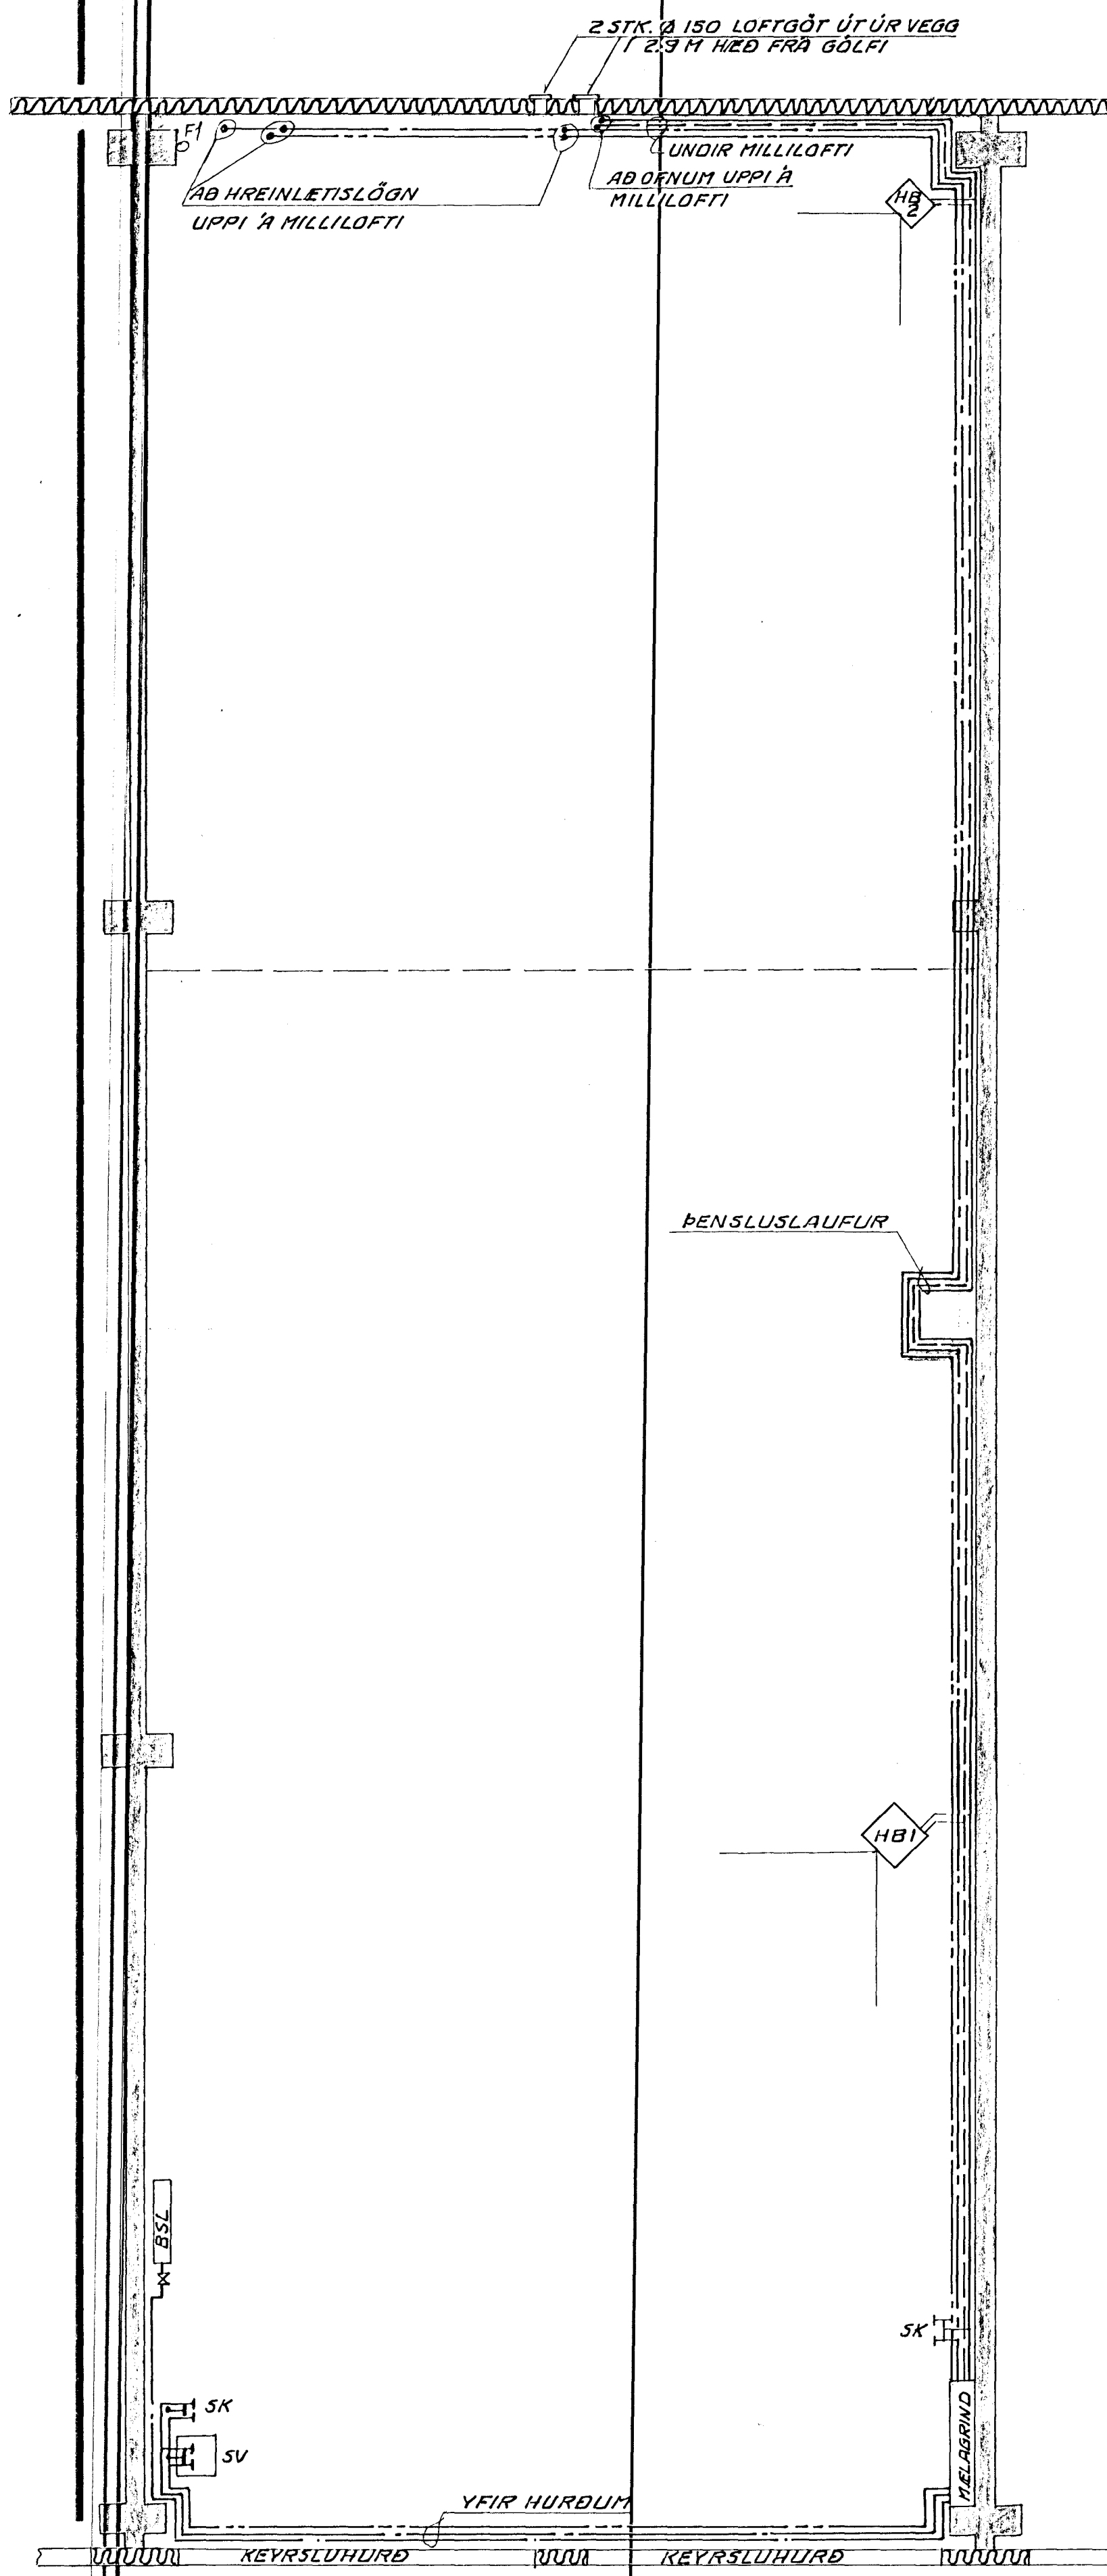 2 STK. Ø 150 LOFTGÖT ÚT ÚR VEGG
Í 2.9 M HÆÐ FRÁ GÓLFI
F1
UNDIR MILLILOFTI
AÐ HREINLÆTISLÖGN
UPPI Á MILLILOFTI
AÐ OFNUM UPPI Á
MILLILOFTI
HB
2
ÞENSLUSLAUFUR
HB1
BSL
SK
SK
SV
MÆLAGRIND
YFIR HURÐUM
KEYRSLUHURÐ
KEYRSLUHURÐ